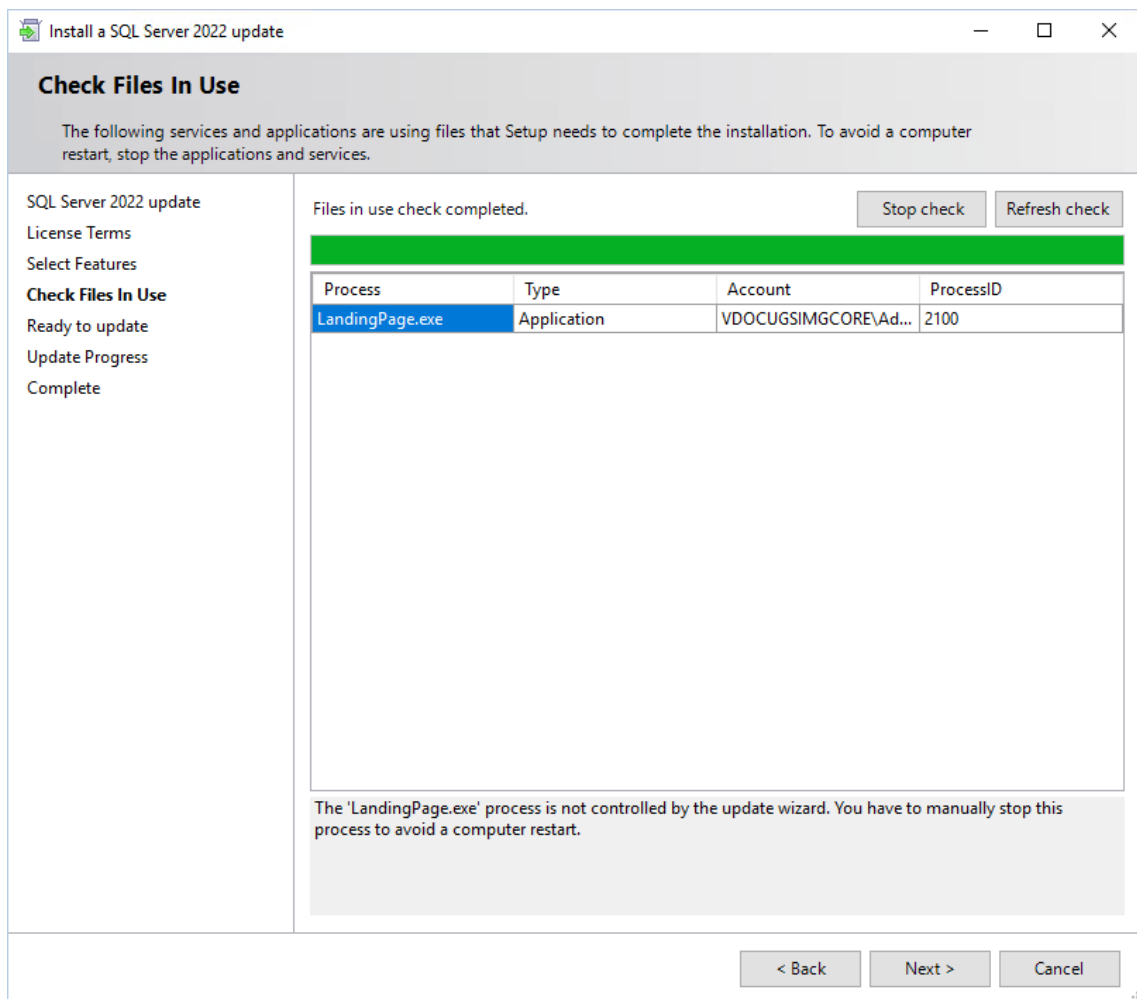 Install a SQL Server 2022 update
Check Files In Use
The following services and applications are using files that Setup needs to complete the installation. To avoid a computer
restart, stop the applications and services.
SQL Server 2022 update
License Terms
Select Features
Check Files In Use
Ready to update
Update Progress
Complete
Files in use check completed.
Stop check
Refresh check
Process Type Account ProcessID
LandingPage.exe Application VDOCUGSIMGCORE\Ad... 2100
The 'LandingPage.exe' process is not controlled by the update wizard. You have to manually stop this
process to avoid a computer restart.
< Back
Next >
Cancel